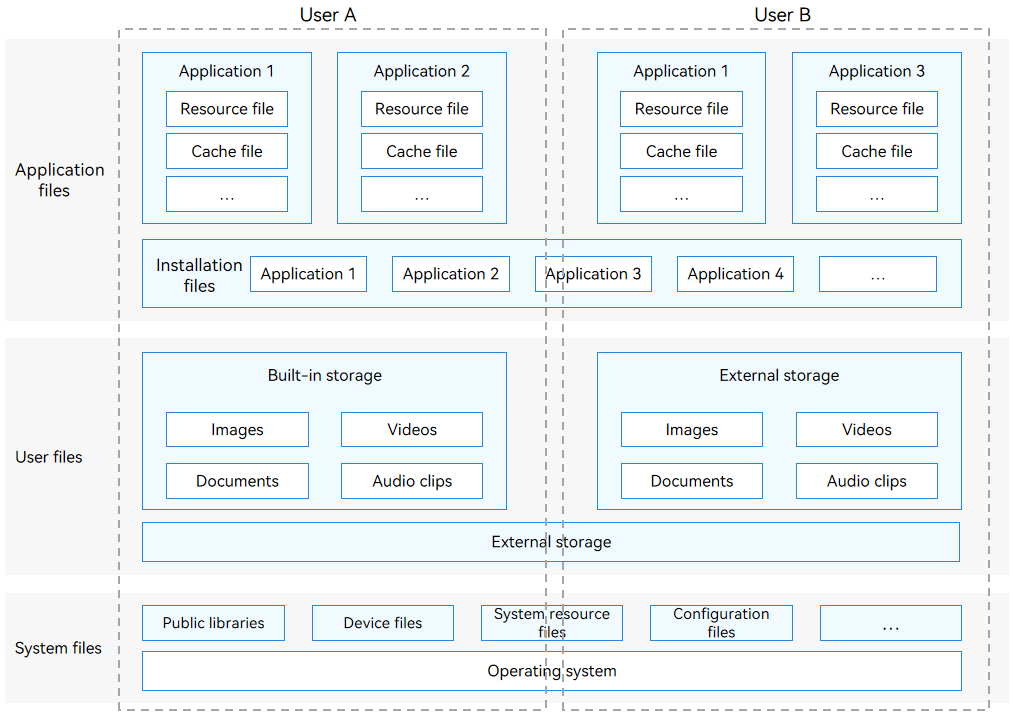 User A
User B
Application 1
Application 2
Application 1
Application 3
Resource file
Resource file
Resource file
Resource file
Cache file
Cache file
Cache file
Cache file
...
...
...
...
Application
files
Installation
files
Application 1
Application 2
Application 3
Application 4
...
User files
Built-in storage
Images
Videos
Documents
Audio clips
External storage
Images
Videos
Documents
Audio clips
External storage
System files
Public libraries
Device files
System resource
files
Configuration
files
...
Operating system